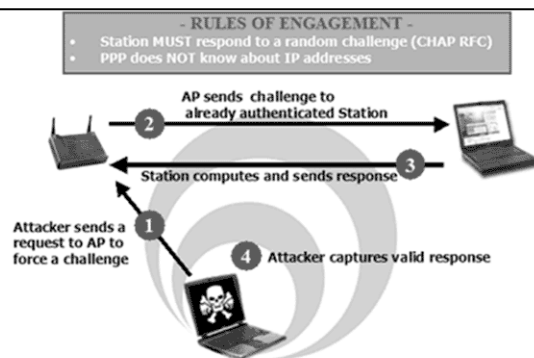 - RULES OF ENGAGEMENT -
• Station MUST respond to a random challenge (CHAP RFC)
• PPP does NOT know about IP addresses
AP sends challenge to
already authenticated Station
2
3
Station computes and sends response
1
Attacker sends a
request to AP to
force a challenge
4
Attacker captures valid response